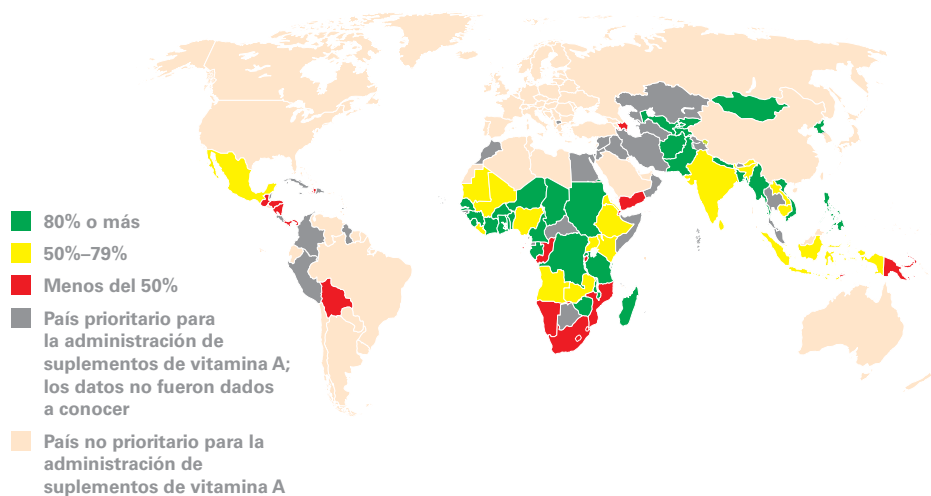 80% o más
50%–79%
Menos del 50%
País prioritario para
la administración de
suplementos de vitamina A;
los datos no fueron dados
a conocer
País no prioritario para la
administración de
suplementos de vitamina A